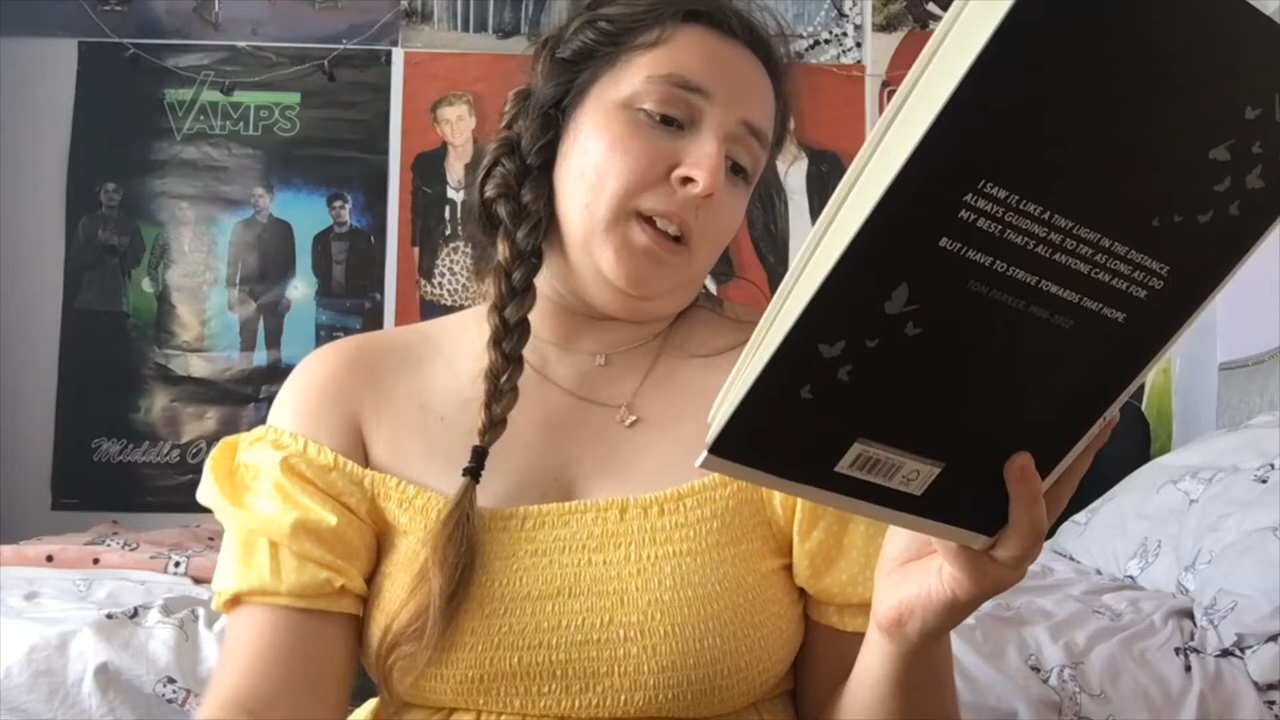 THE
VAMPS
Middle O
I SAW IT, LIKE A TINY LIGHT IN THE DISTANCE,
ALWAYS GUIDING ME TO TRY. AS LONG AS I DO
MY BEST, THAT'S ALL ANYONE CAN ASK FOR.
BUT I HAVE TO STRIVE TOWARDS THAT HOPE.
TOM PARKER, 1988–2022
N
FSC